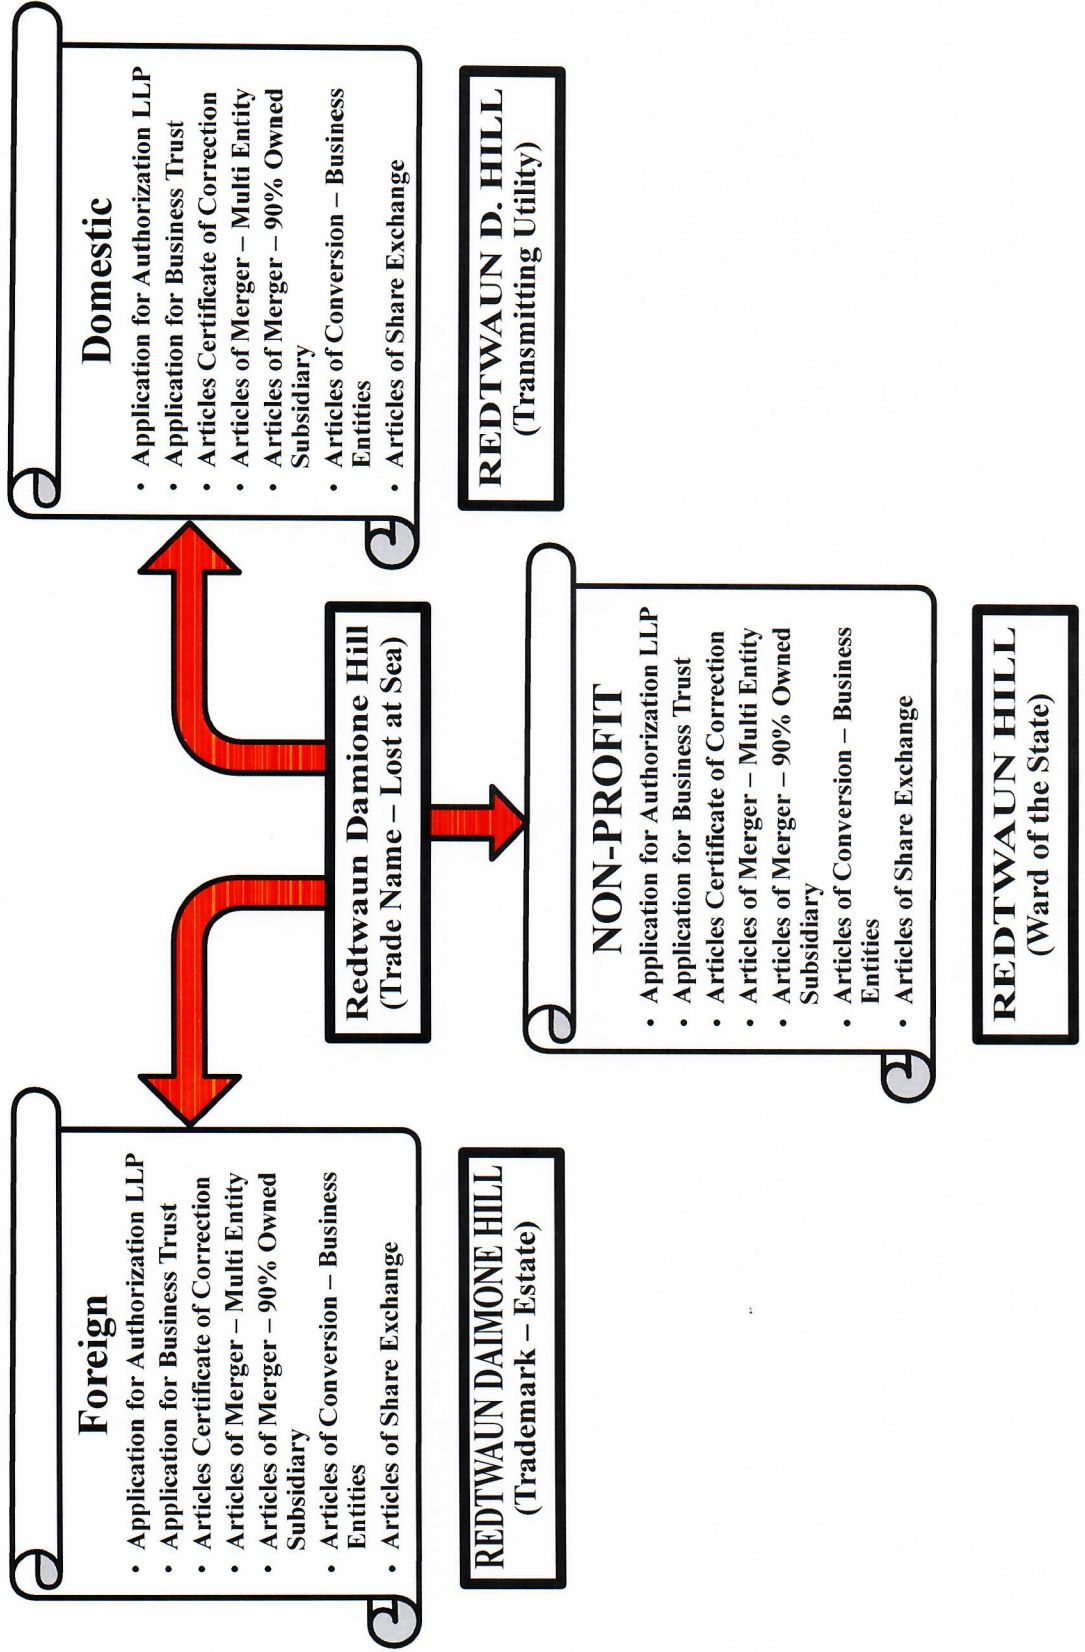 Foreign
• Application for Authorization LLP
• Application for Business Trust
• Articles Certificate of Correction
• Articles of Merger – Multi Entity
• Articles of Merger – 90% Owned
Subsidiary
• Articles of Conversion – Business
Entities
• Articles of Share Exchange
REDTWAUN DAIMONE HILL
(Trademark – Estate)
Redtwaun Damione Hill
(Trade Name – Lost at Sea)
Domestic
• Application for Authorization LLP
• Application for Business Trust
• Articles Certificate of Correction
• Articles of Merger – Multi Entity
• Articles of Merger – 90% Owned
Subsidiary
• Articles of Conversion – Business
Entities
• Articles of Share Exchange
REDTWAUN D. HILL
(Transmitting Utility)
NON-PROFIT
• Application for Authorization LLP
• Application for Business Trust
• Articles Certificate of Correction
• Articles of Merger – Multi Entity
• Articles of Merger – 90% Owned
Subsidiary
• Articles of Conversion – Business
Entities
• Articles of Share Exchange
REDTWAUN HILL
(Ward of the State)